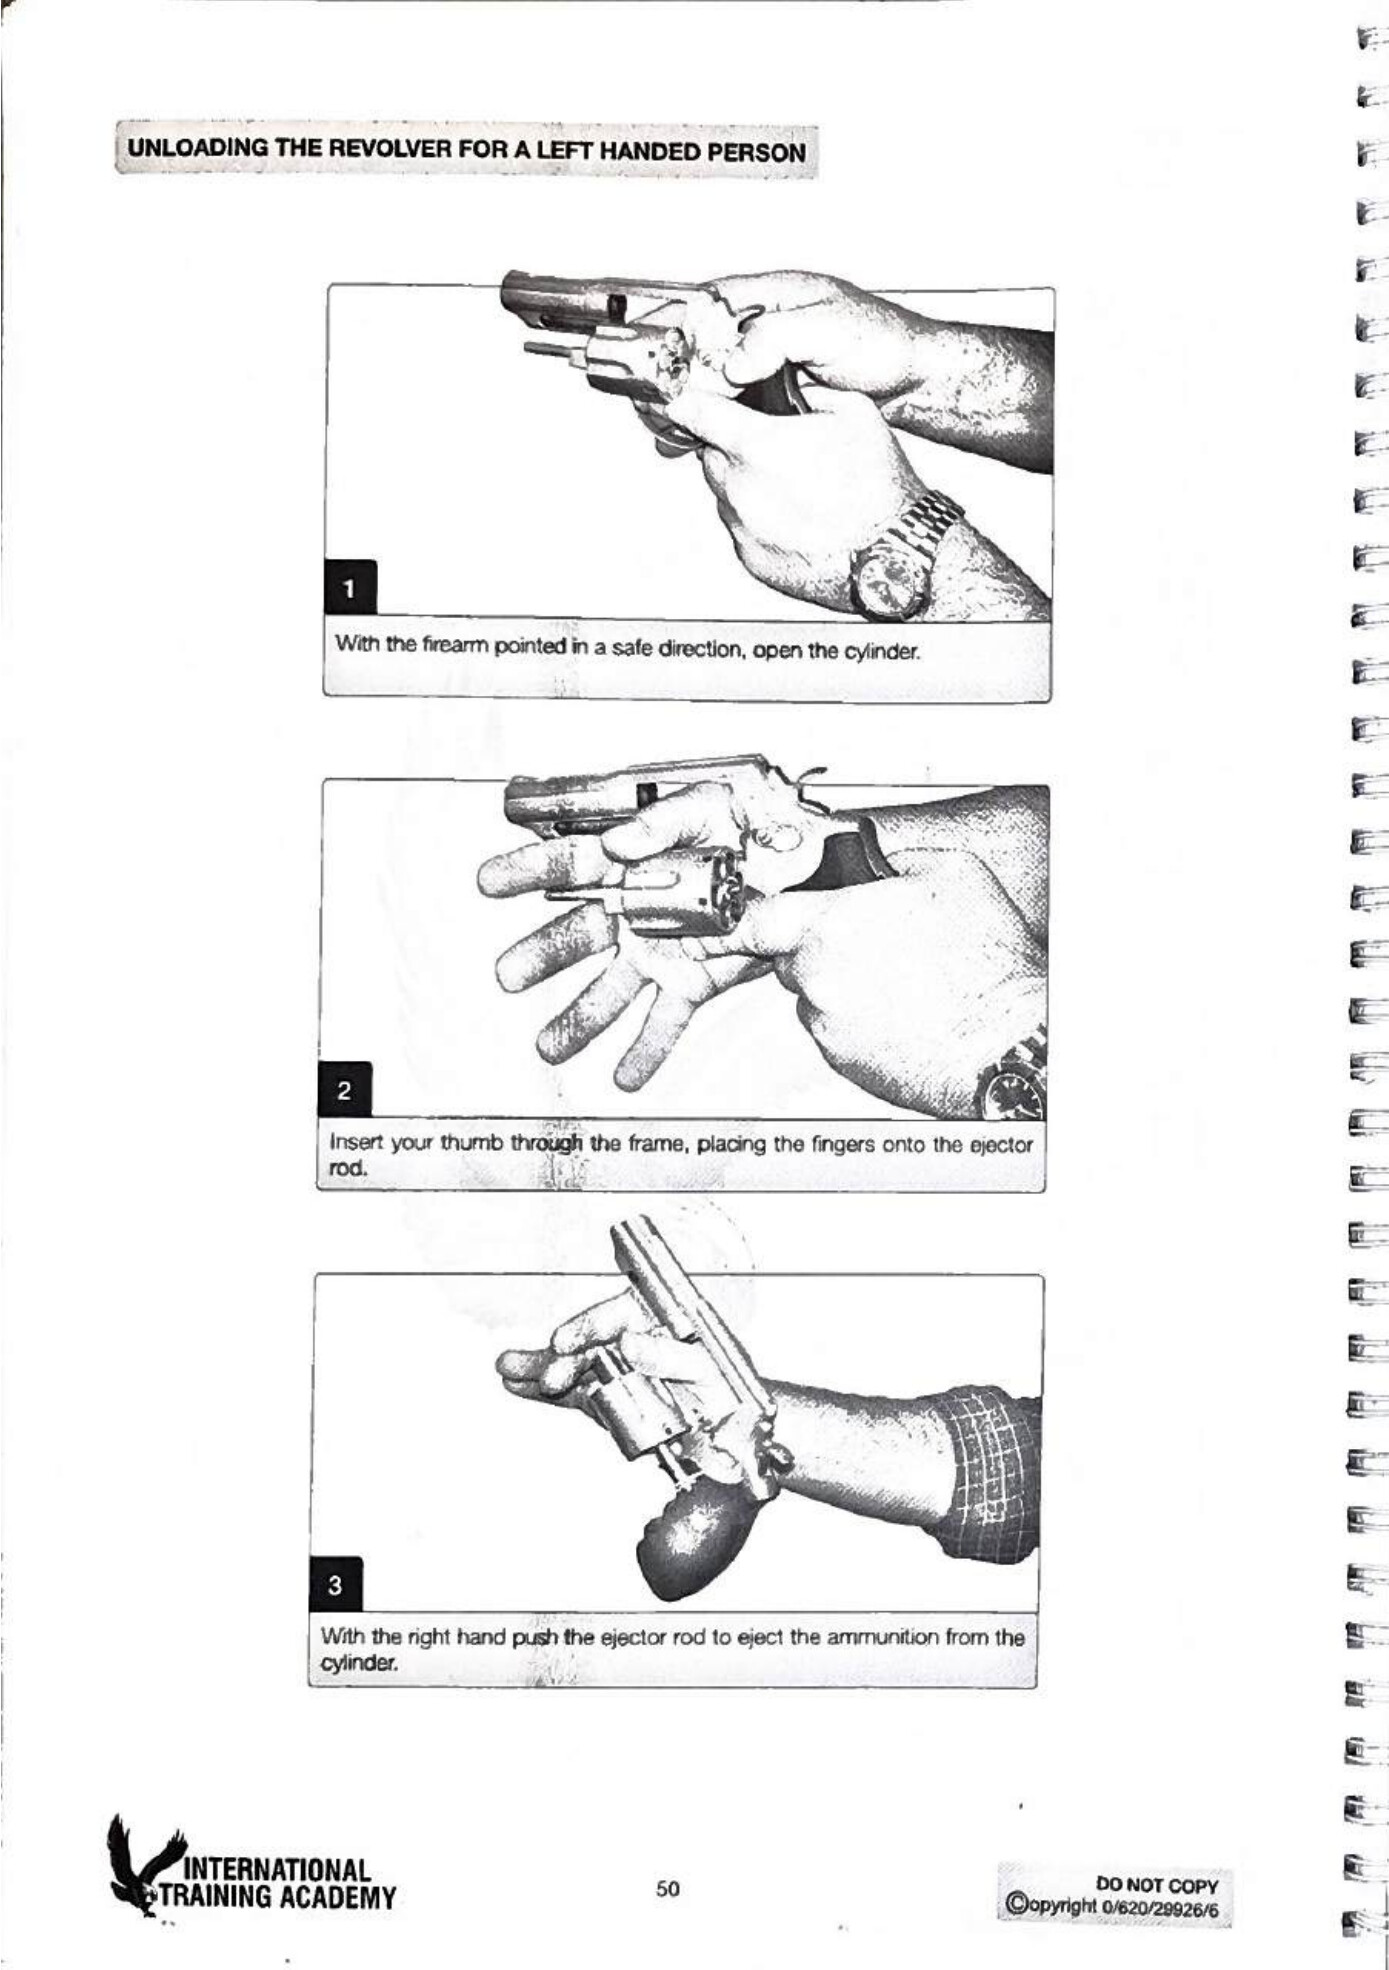 UNLOADING THE REVOLVER FOR A LEFT HANDED PERSON
1
With the firearm pointed in a safe direction, open the cylinder.
2
Insert your thumb through the frame, placing the fingers onto the ejector
rod.
3
With the right hand push the ejector rod to eject the ammunition from the
cylinder.
INTERNATIONAL
TRAINING ACADEMY
50
DO NOT COPY
©opyright 0/620/29926/6